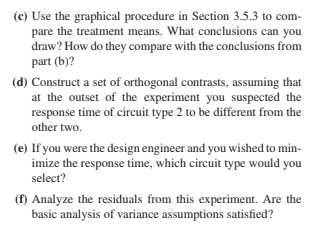 (c) Use the graphical procedure in Section 3.5.3 to com-
pare the treatment means. What conclusions can you
draw? How do they compare with the conclusions from
part (b)?
(d) Construct a set of orthogonal contrasts, assuming that
at the outset of the experiment you suspected the
response time of circuit type 2 to be different from the
other two.
(e) If you were the design engineer and you wished to min-
imize the response time, which circuit type would you
select?
(f) Analyze the residuals from this experiment. Are the
basic analysis of variance assumptions satisfied?